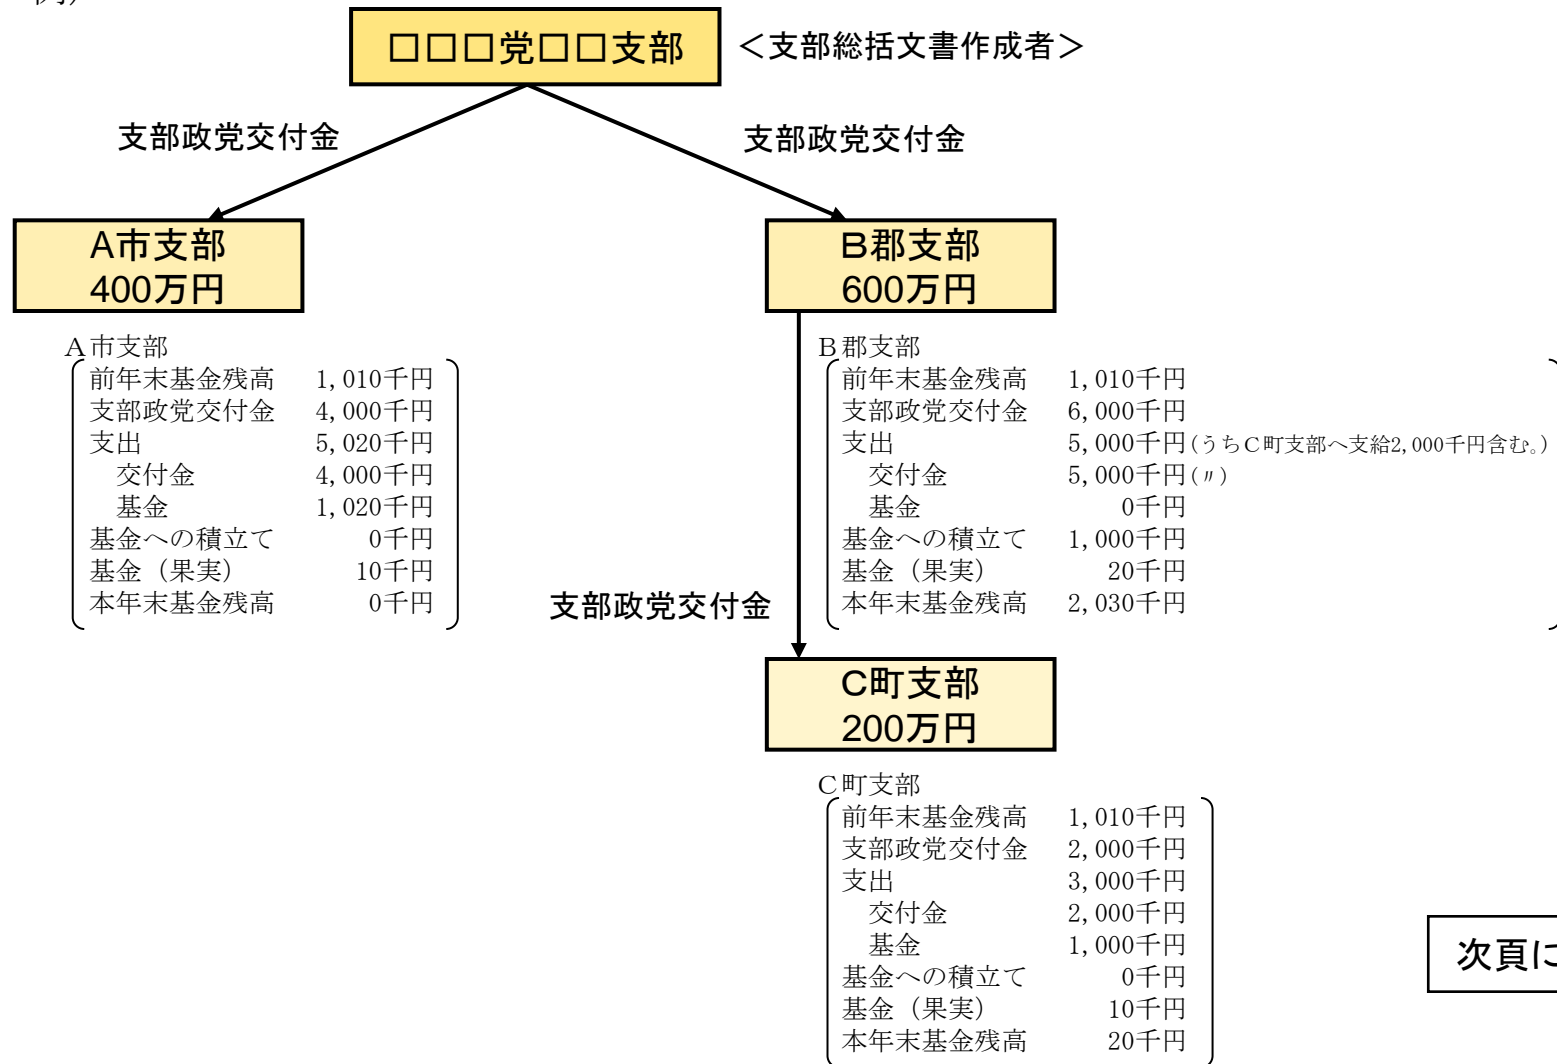 例）
□□□党□□支部
＜支部総括文書作成者＞
支部政党交付金
支部政党交付金
A市支部
400万円
B郡支部
600万円
A市支部
前年末基金残高 1,010千円
支部政党交付金 4,000千円
支出 5,020千円
交付金 4,000千円
基金 1,020千円
基金への積立て 0千円
基金（果実） 10千円
本年末基金残高 0千円
B郡支部
前年末基金残高 1,010千円
支部政党交付金 6,000千円
支出 5,000千円(うちC町支部へ支給2,000千円含む。)
交付金 5,000千円(〃)
基金 0千円
基金への積立て 1,000千円
基金（果実） 20千円
本年末基金残高 2,030千円
支部政党交付金
C町支部
200万円
C町支部
前年末基金残高 1,010千円
支部政党交付金 2,000千円
支出 3,000千円
交付金 2,000千円
基金 1,000千円
基金への積立て 0千円
基金（果実） 10千円
本年末基金残高 20千円
次頁に